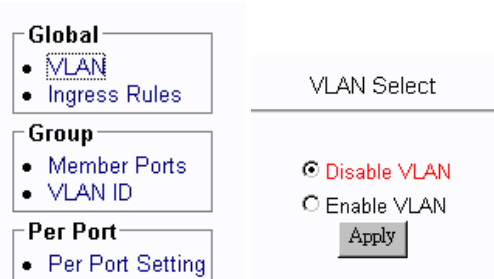 Global
VLAN
Ingress Rules
Group
Member Ports
VLAN ID
Per Port
Per Port Setting
VLAN Select
Disable VLAN
Enable VLAN
Apply